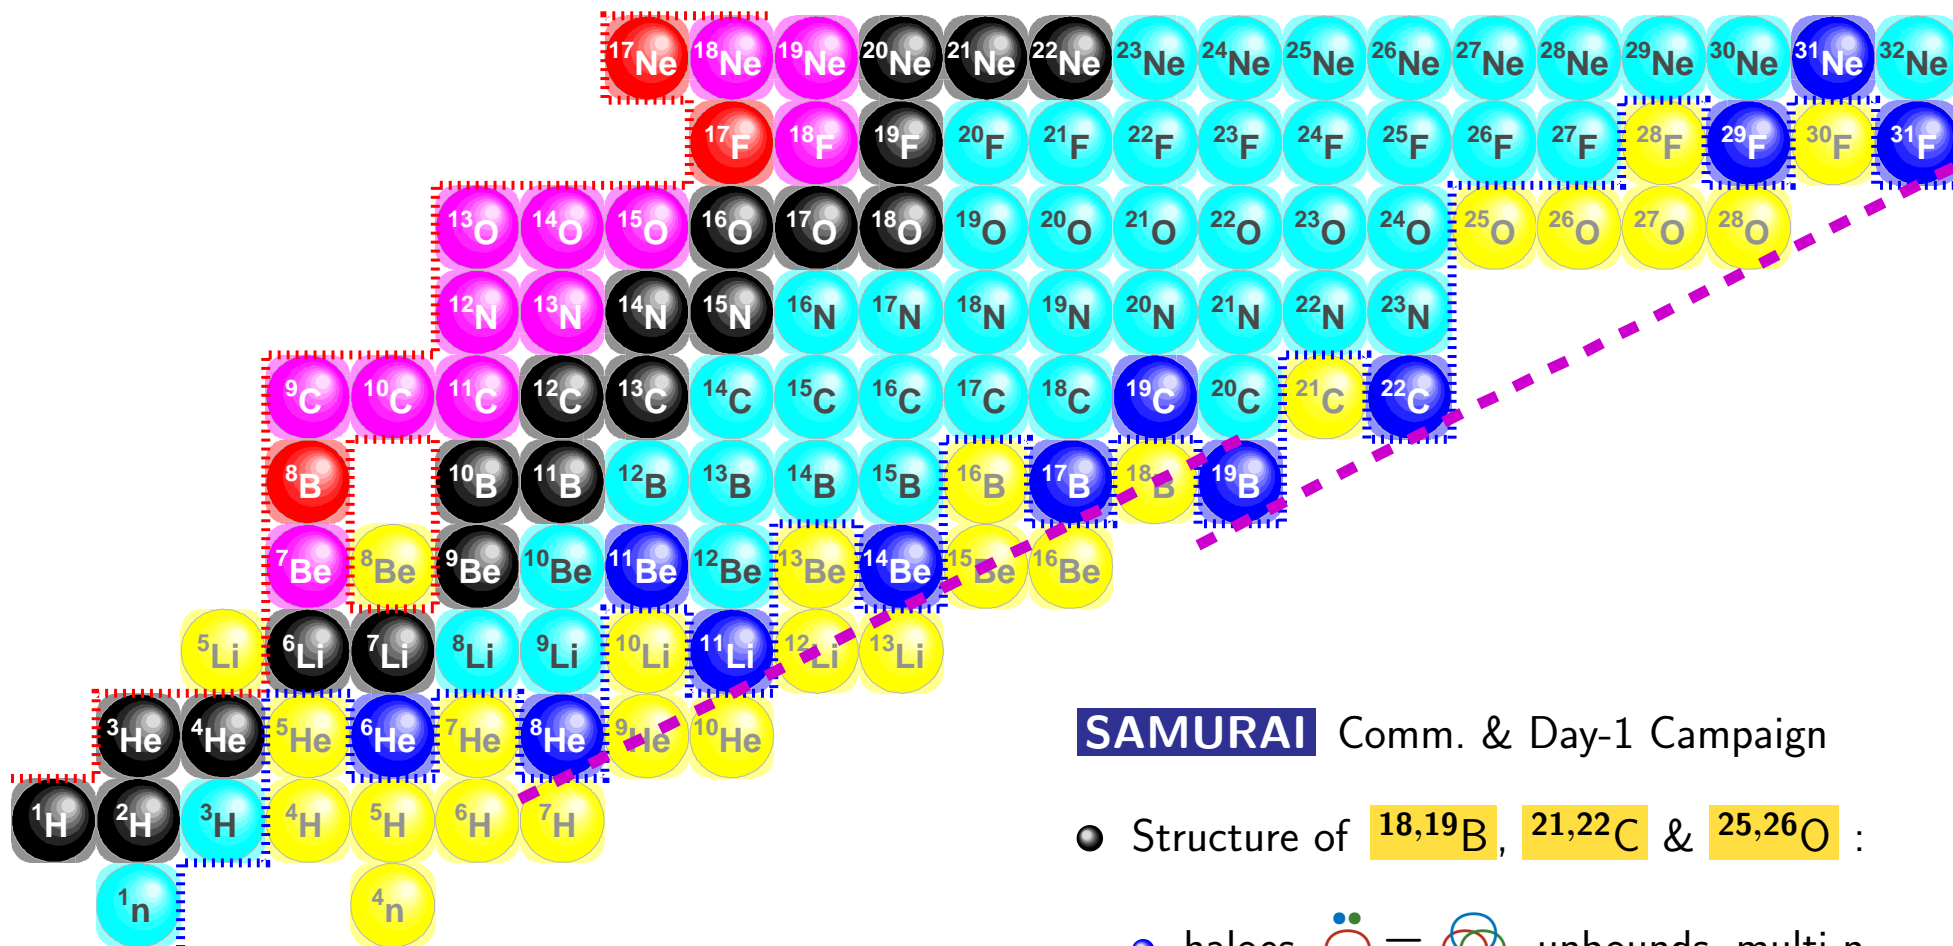 17Ne 18Ne 19Ne 20Ne 21Ne 22Ne 23Ne 24Ne 25Ne 26Ne 27Ne 28Ne 29Ne 30Ne 31Ne 32Ne
17F 18F 19F 20F 21F 22F 23F 24F 25F 26F 27F 28F 29F 30F 31F
13O 14O 15O 16O 17O 18O 19O 20O 21O 22O 23O 24O 25O 26O 27O 28O
12N 13N 14N 15N 16N 17N 18N 19N 20N 21N 22N 23N
9C 10C 11C 12C 13C 14C 15C 16C 17C 18C 19C 20C 21C 22C
8B 10B 11B 12B 13B 14B 15B 16B 17B 18B 19B
7Be 8Be 9Be 10Be 11Be 12Be 13Be 14Be 15Be 16Be
5Li 6Li 7Li 8Li 9Li 10Li 11Li 12Li 13Li
3He 4He 5He 6He 7He 8He 9He 10He
1H 2H 3H 4H 5H 6H 7H
1n 4n
SAMURAI Comm. & Day-1 Campaign
Structure of 18,19B, 21,22C & 25,26O :
haloes = unbounds multi-n